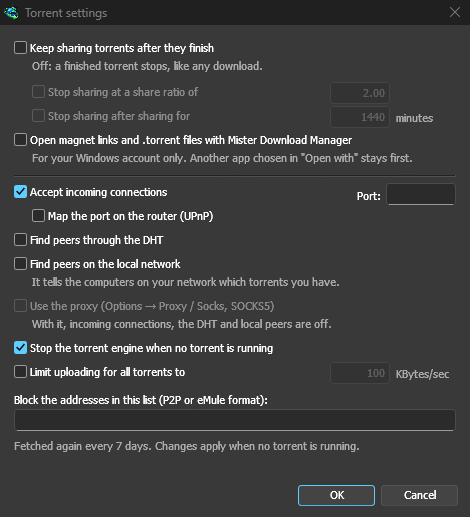 Torrent settings
Keep sharing torrents after they finish
Off: a finished torrent stops, like any download.
Stop sharing at a share ratio of 2.00
Stop sharing after sharing for 1440 minutes
Open magnet links and .torrent files with Mister Download Manager
For your Windows account only. Another app chosen in "Open with" stays first.
Accept incoming connections Port:
Map the port on the router (UPnP)
Find peers through the DHT
Find peers on the local network
It tells the computers on your network which torrents you have.
Use the proxy (Options → Proxy / Socks, SOCKS5)
With it, incoming connections, the DHT and local peers are off.
Stop the torrent engine when no torrent is running
Limit uploading for all torrents to 100 KBytes/sec
Block the addresses in this list (P2P or eMule format):
Fetched again every 7 days. Changes apply when no torrent is running.
OK Cancel